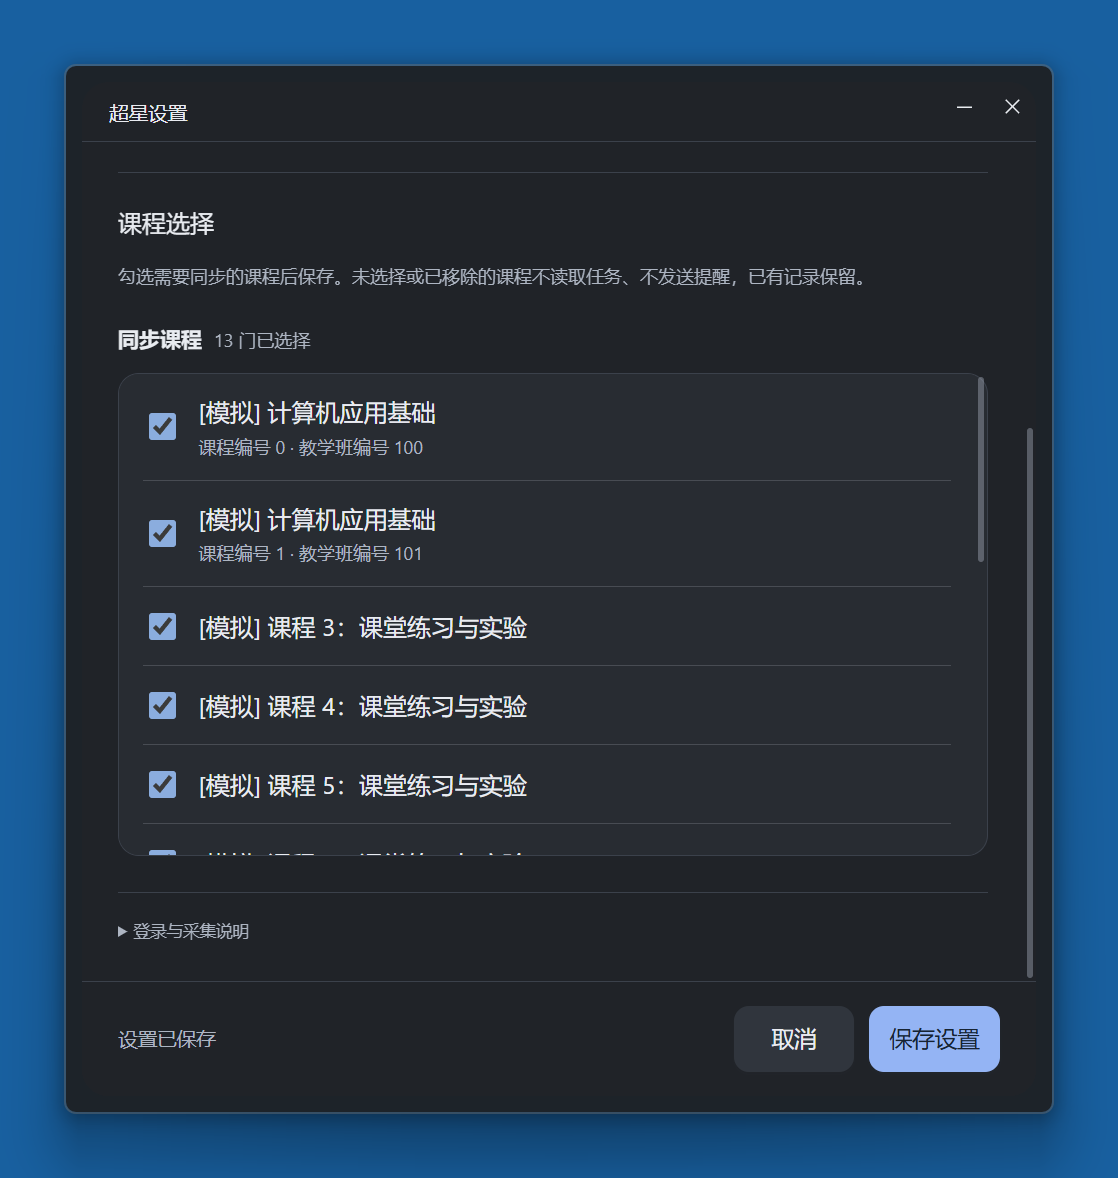 超星设置
课程选择
勾选需要同步的课程后保存。未选择或已移除的课程不读取任务、不发送提醒，已有记录保留。
同步课程 13 门已选择
[模拟] 计算机应用基础
课程编号 0 · 教学班编号 100
[模拟] 计算机应用基础
课程编号 1 · 教学班编号 101
[模拟] 课程 3：课堂练习与实验
[模拟] 课程 4：课堂练习与实验
[模拟] 课程 5：课堂练习与实验
登录与采集说明
设置已保存
取消
保存设置